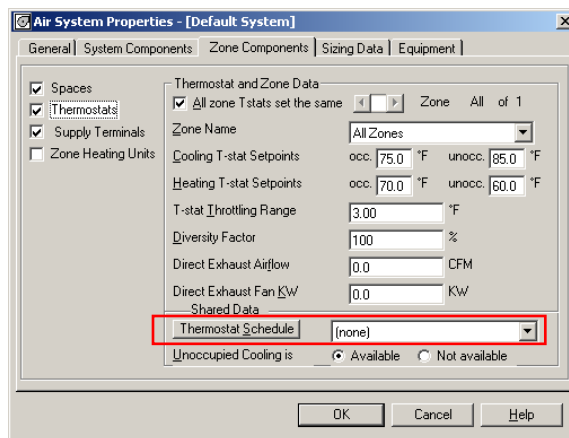 Air System Properties - [Default System]
General System Components Zone Components Sizing Data Equipment
Spaces
Thermostats
Supply Terminals
Zone Heating Units
Thermostat and Zone Data
All zone Tstats set the same Zone All of 1
Zone Name All Zones
Cooling T-stat Setpoints occ. 75.0 °F unocc. 85.0 °F
Heating T-stat Setpoints occ. 70.0 °F unocc. 60.0 °F
T-stat Throttling Range 3.00 °F
Diversity Factor 100 %
Direct Exhaust Airflow 0.0 CFM
Direct Exhaust Fan KW 0.0 KW
Shared Data
Thermostat Schedule (none)
Unoccupied Cooling is Available Not available
OK Cancel Help